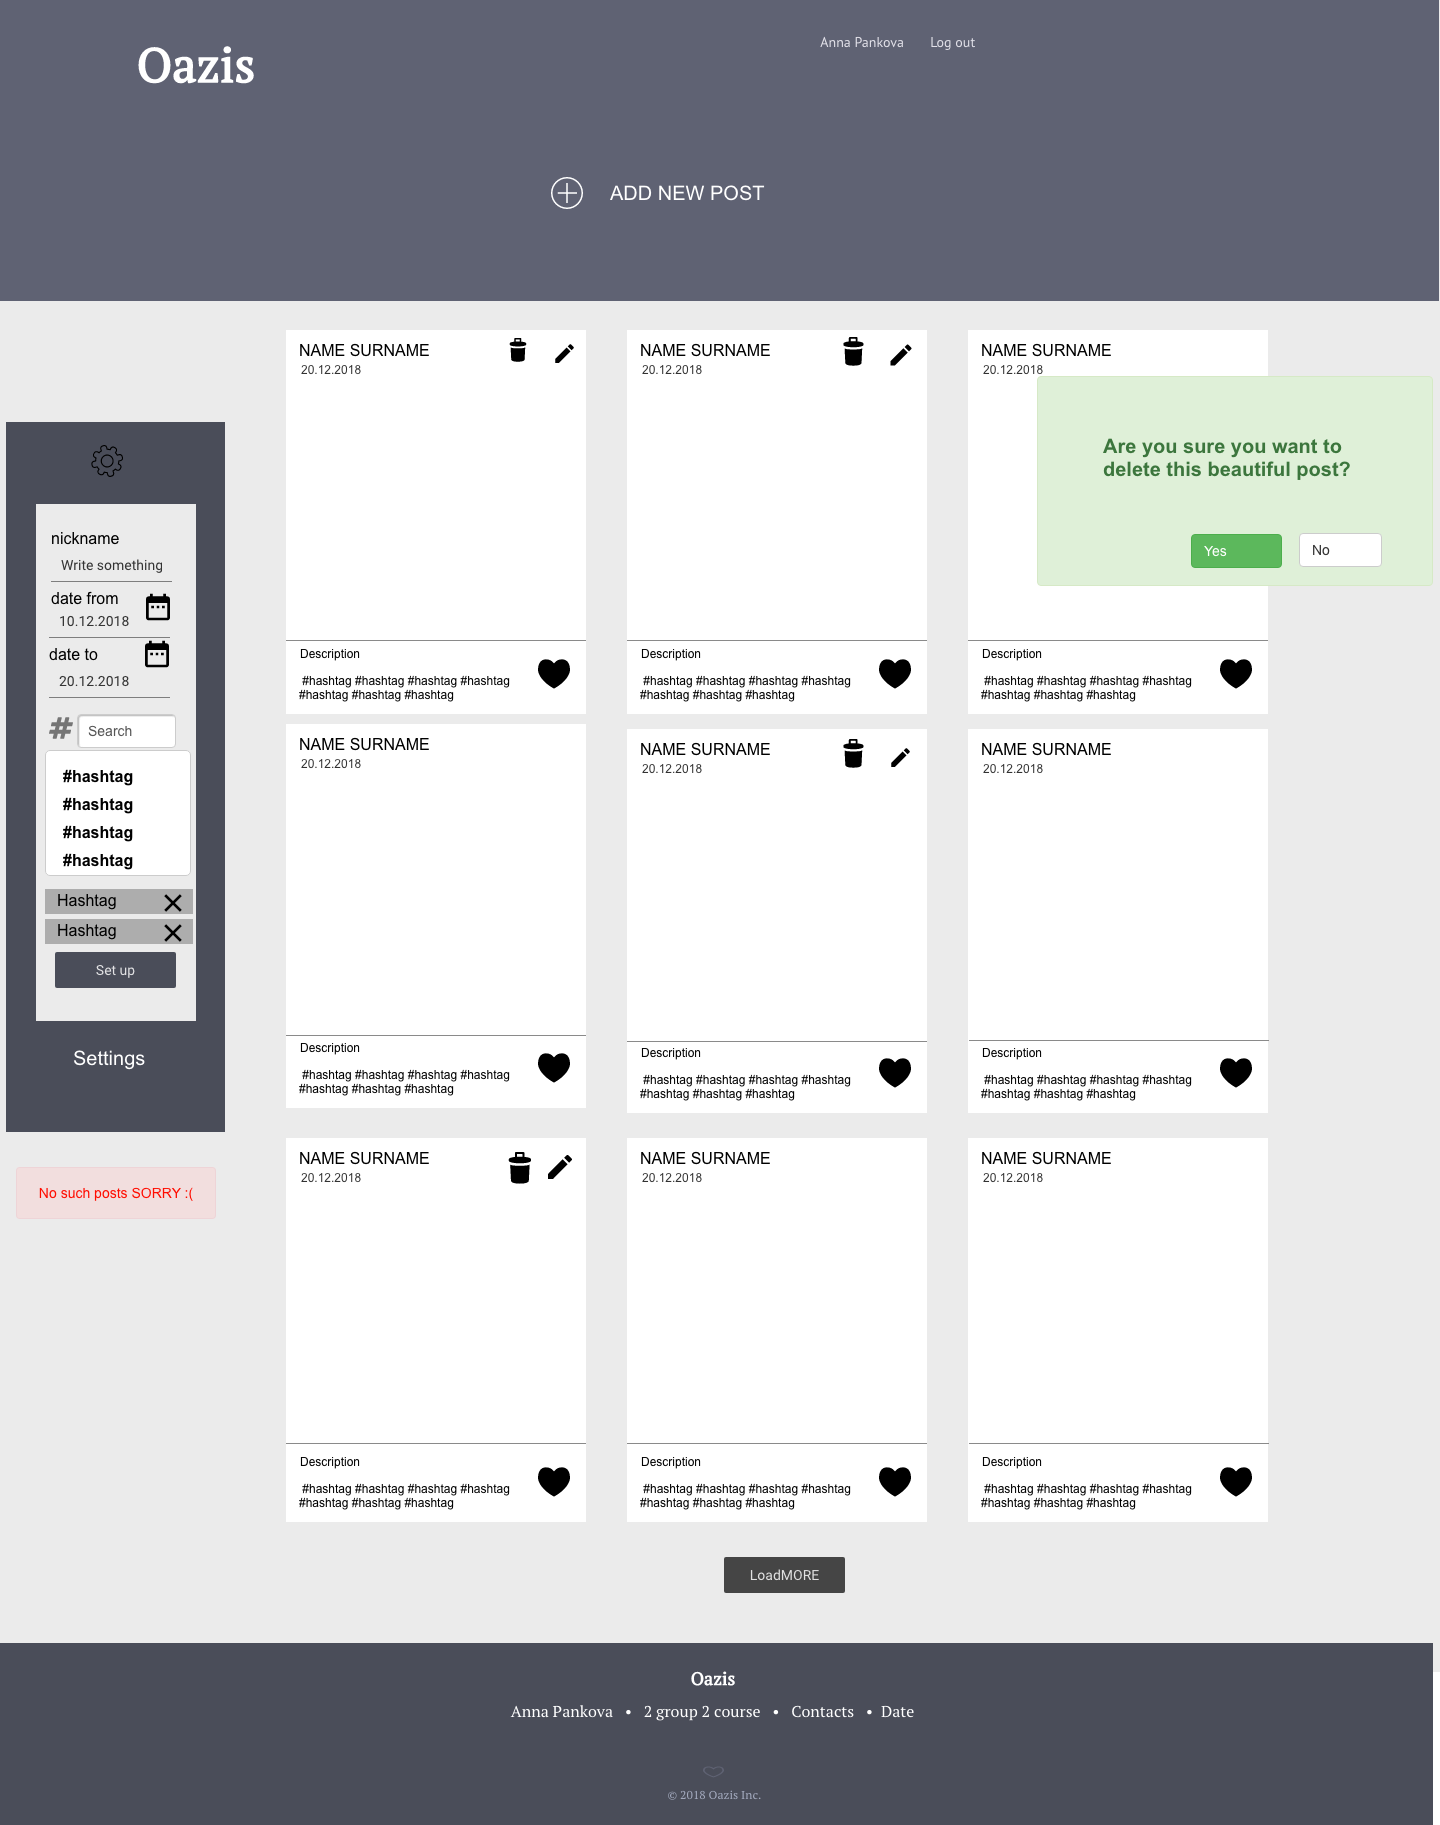 Oazis
Anna Pankova
Log out
ADD NEW POST
nickname
Write something
date from
10.12.2018
date to
20.12.2018
#
Search
#hashtag
#hashtag
#hashtag
#hashtag
Hashtag
Hashtag
Set up
Settings
No such posts SORRY :(
NAME SURNAME
20.12.2018
Description
#hashtag #hashtag #hashtag #hashtag
#hashtag #hashtag #hashtag
NAME SURNAME
20.12.2018
Description
#hashtag #hashtag #hashtag #hashtag
#hashtag #hashtag #hashtag
NAME SURNAME
20.12.2018
Are you sure you want to
delete this beautiful post?
Yes
No
Description
#hashtag #hashtag #hashtag #hashtag
#hashtag #hashtag #hashtag
NAME SURNAME
20.12.2018
Description
#hashtag #hashtag #hashtag #hashtag
#hashtag #hashtag #hashtag
NAME SURNAME
20.12.2018
Description
#hashtag #hashtag #hashtag #hashtag
#hashtag #hashtag #hashtag
NAME SURNAME
20.12.2018
Description
#hashtag #hashtag #hashtag #hashtag
#hashtag #hashtag #hashtag
NAME SURNAME
20.12.2018
Description
#hashtag #hashtag #hashtag #hashtag
#hashtag #hashtag #hashtag
NAME SURNAME
20.12.2018
Description
#hashtag #hashtag #hashtag #hashtag
#hashtag #hashtag #hashtag
NAME SURNAME
20.12.2018
Description
#hashtag #hashtag #hashtag #hashtag
#hashtag #hashtag #hashtag
LoadMORE
Oazis
Anna Pankova • 2 group 2 course • Contacts • Date
© 2018 Oazis Inc.